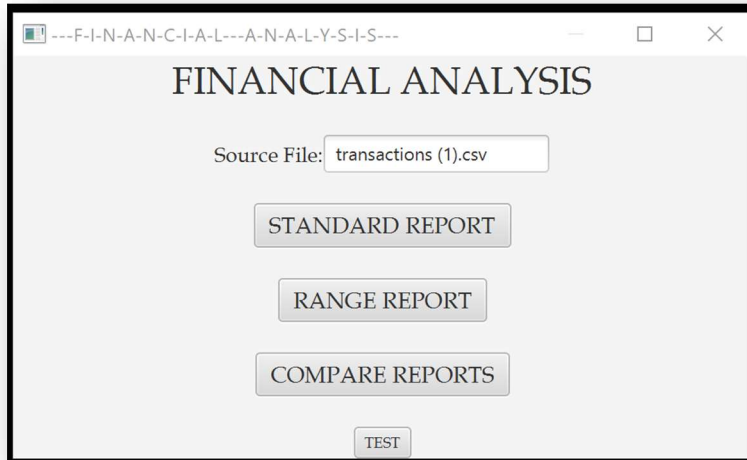 ---F-I-N-A-N-C-I-A-L---A-N-A-L-Y-S-I-S---
FINANCIAL ANALYSIS
Source File: transactions (1).csv
STANDARD REPORT
RANGE REPORT
COMPARE REPORTS
TEST